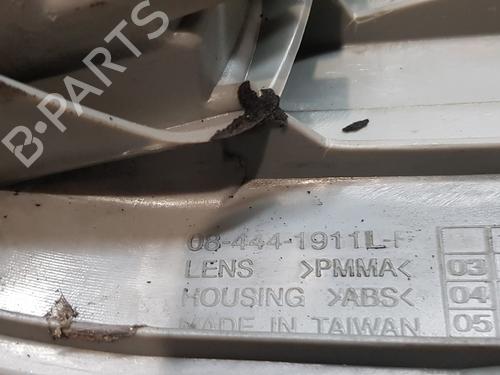 B-PARTS
08-444-1911L-F
LENS >PMMA< 03
HOUSING >ABS< 04
MADE IN TAIWAN 05